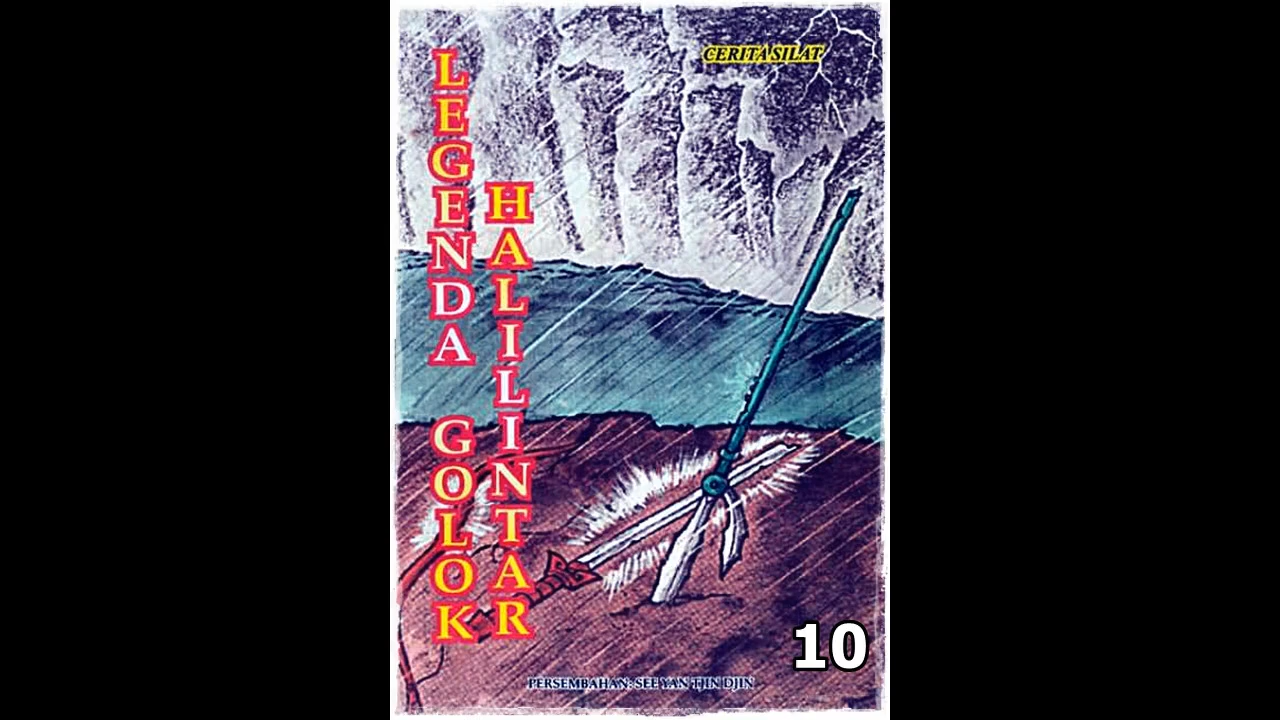 CERITA SILAT
LEGENDA GOLOK
HALILINTAR
10
PERSEMBAHAN: SEE YAN TJIN DJIN